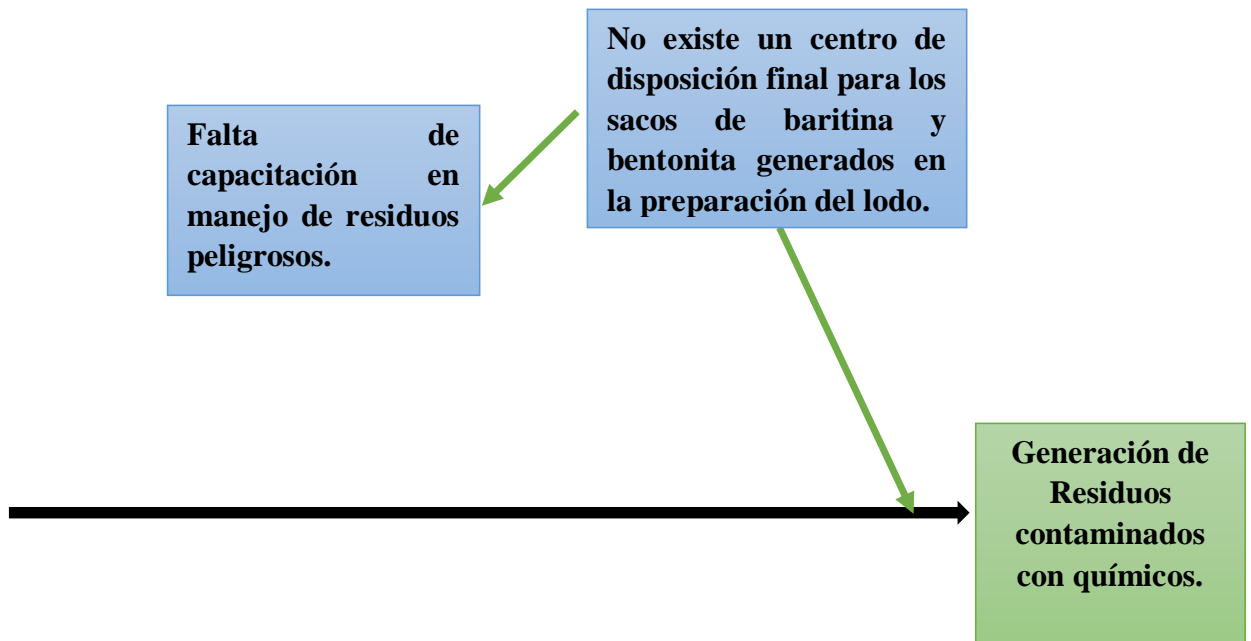 No existe un centro de
disposición final para los
sacos de baritina y
bentonita generados en
la preparación del lodo.
Falta de
capacitación en
manejo de residuos
peligrosos.
Generación de
Residuos
contaminados
con químicos.